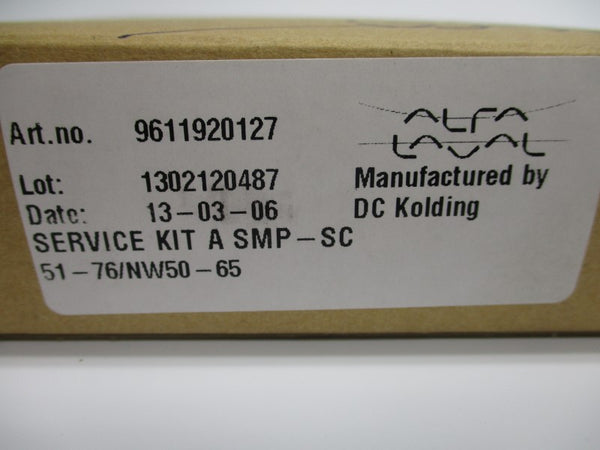 Art.no. 9611920127
ALFA
LAVAL
Lot: 1302120487
Manufactured by
Date: 13-03-06
DC Kolding
SERVICE KIT A SMP-SC
51-76/NW50-65